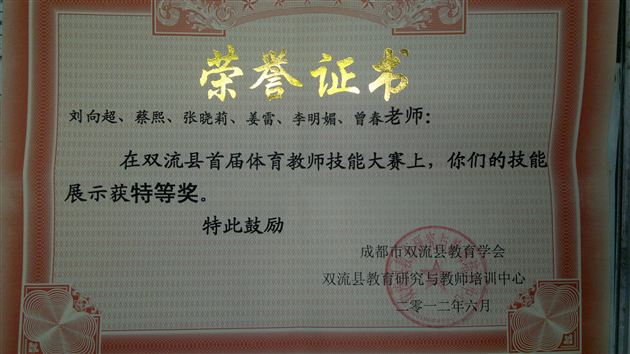 荣誉证书
刘向超、蔡熙、张晓莉、姜雷、李明媚、曾春老师：
在双流县首届体育教师技能大赛上，你们的技能
展示获特等奖。
特此鼓励
成都市双流县教育学会
双流县教育研究与教师培训中心
二零一二年六月